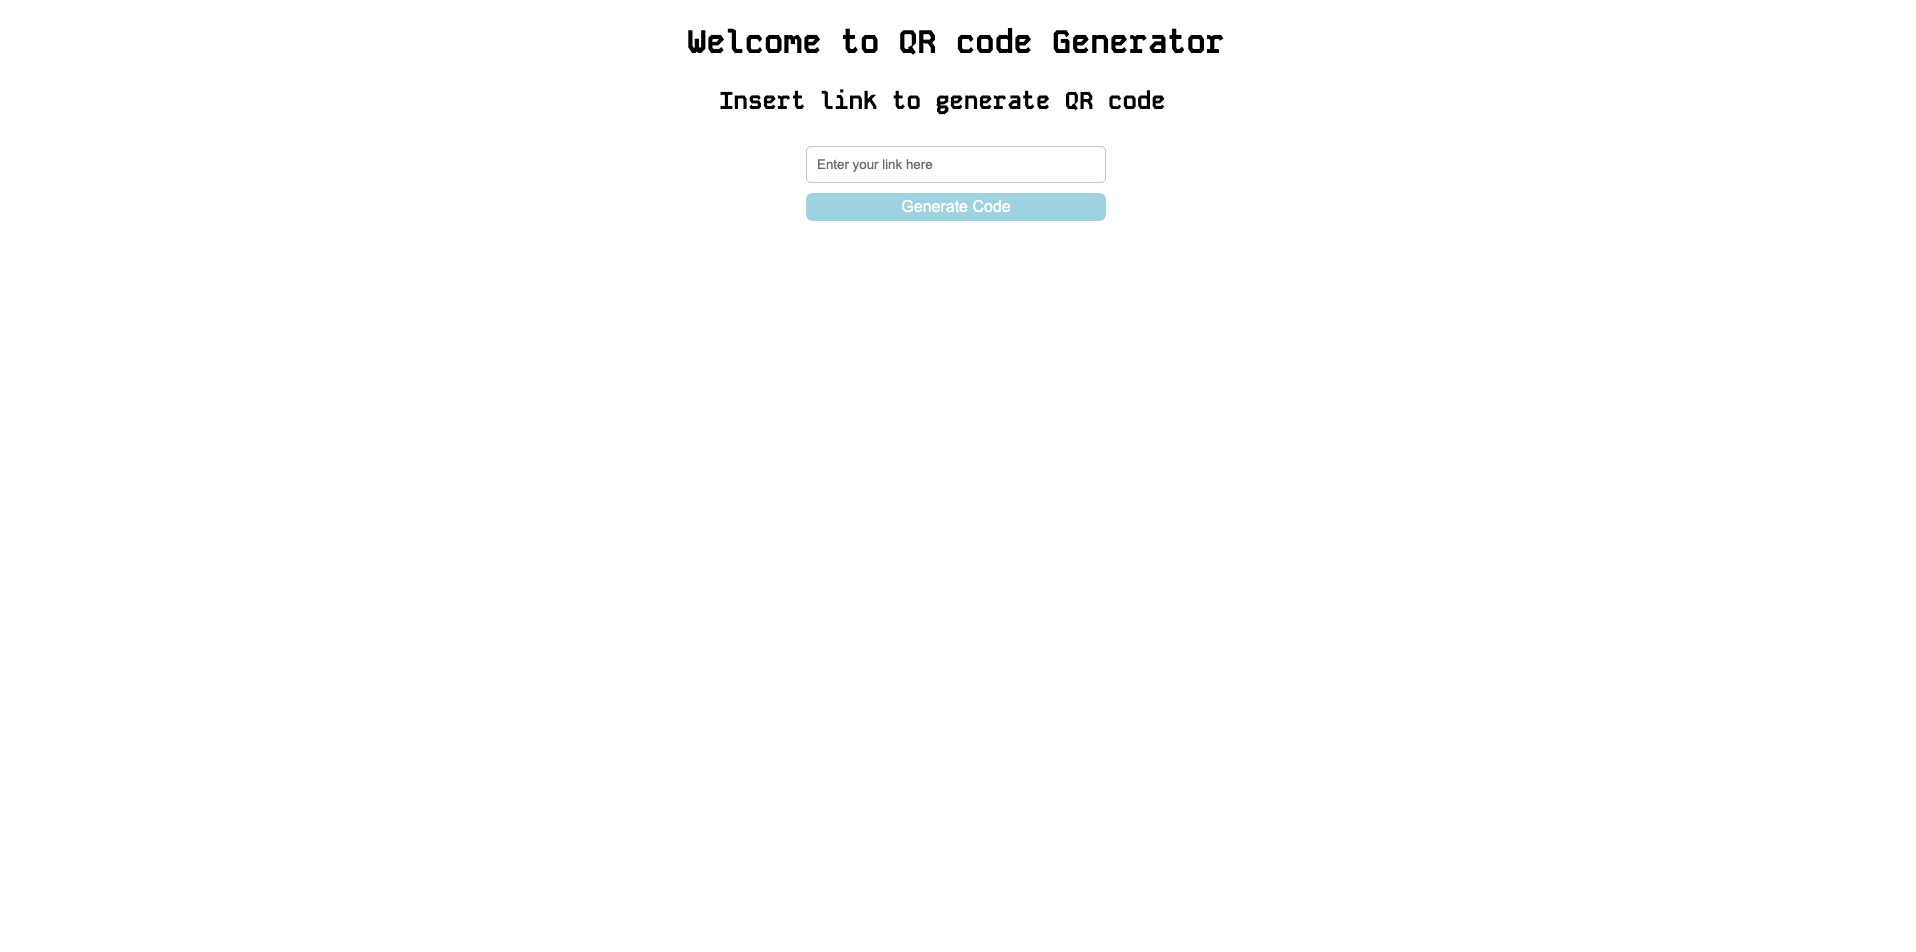 Welcome to QR code Generator
Insert link to generate QR code
Enter your link here
Generate Code